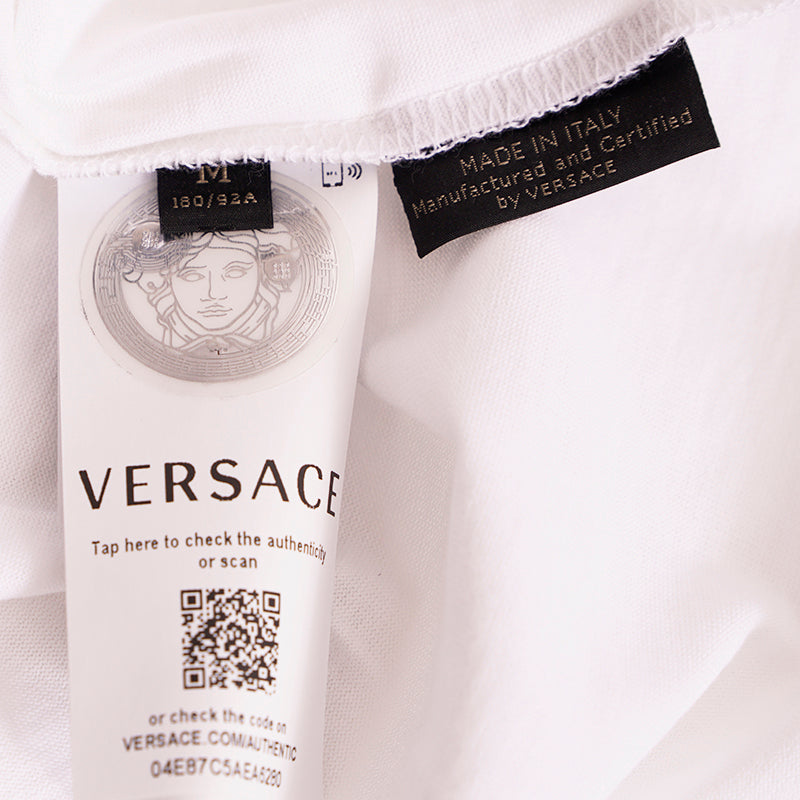 M
180/92A
MADE IN ITALY
Manufactured and Certified
by VERSACE
VERSACE
Tap here to check the authenticity
or scan
or check the code on
VERSACE.COM/AUTHENTIC
04E87C5AEA6280